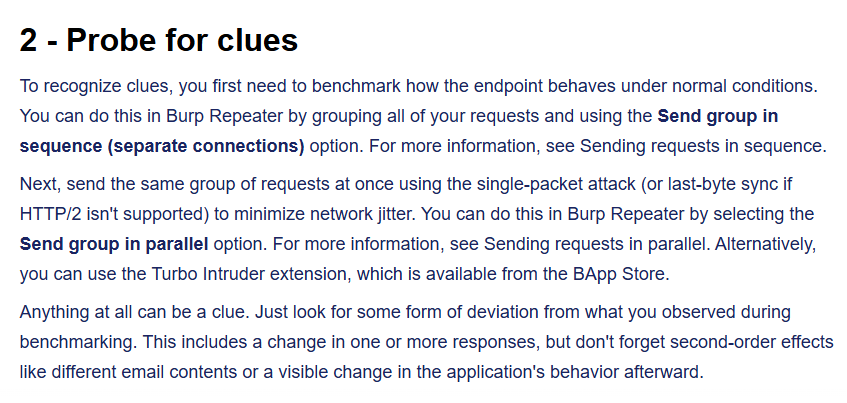 2 - Probe for clues
To recognize clues, you first need to benchmark how the endpoint behaves under normal conditions.
You can do this in Burp Repeater by grouping all of your requests and using the Send group in
sequence (separate connections) option. For more information, see Sending requests in sequence.
Next, send the same group of requests at once using the single-packet attack (or last-byte sync if
HTTP/2 isn't supported) to minimize network jitter. You can do this in Burp Repeater by selecting the
Send group in parallel option. For more information, see Sending requests in parallel. Alternatively,
you can use the Turbo Intruder extension, which is available from the BApp Store.
Anything at all can be a clue. Just look for some form of deviation from what you observed during
benchmarking. This includes a change in one or more responses, but don't forget second-order effects
like different email contents or a visible change in the application's behavior afterward.